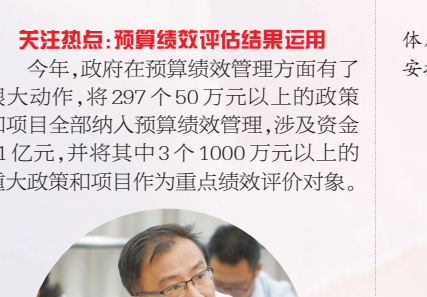 关注热点:预算绩效评估结果运用
今年,政府在预算绩效管理方面有了
大动作,将297个50万元以上的政策
项目全部纳入预算绩效管理,涉及资金
亿元,并将其中3个1000万元以上的
重大政策和项目作为重点绩效评价对象。
体
安